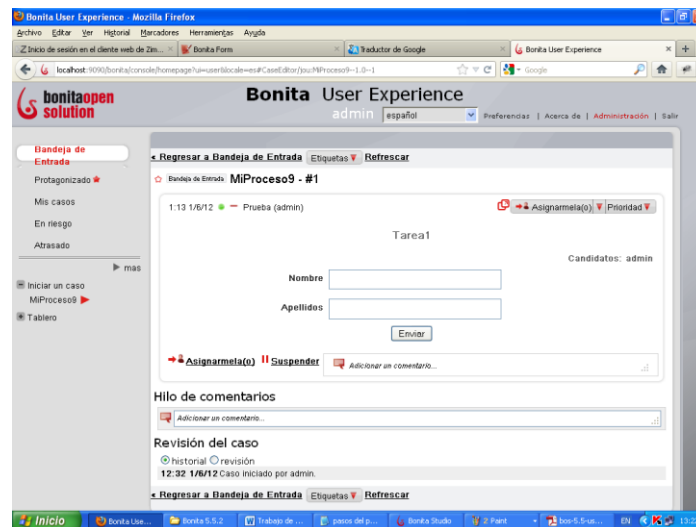 Bonita User Experience - Mozilla Firefox
Archivo Editar Ver Historial Marcadores Herramientas Ayuda
Inicio de sesión en el cliente web de Zim...
Bonita Form
Traductor de Google
Bonita User Experience
localhost:9090/bonita/console/homepage?ui=user&locale=es#CaseEditor/jou:MiProceso9--1.0--1
Google
bonitaopen
solution
Bonita User Experience
admin español
Preferencias | Acerca de | Administración | Salir
Bandeja de
Entrada
Protagonizado
Mis casos
En riesgo
Atrasado
mas
Iniciar un caso
MiProceso9
Tablero
< Regresar a Bandeja de Entrada Etiquetas Refrescar
Bandeja de Entrada MiProceso9 - #1
1:13 1/6/12 Prueba (admin)
Asignarmela(o) Prioridad
Tarea1
Candidatos: admin
Nombre
Apellidos
Enviar
Asignarmela(o) Suspender Adicionar un comentario...
Hilo de comentarios
Adicionar un comentario...
Revisión del caso
historial revisión
12:32 1/6/12 Caso iniciado por admin.
< Regresar a Bandeja de Entrada Etiquetas Refrescar
Inicio
Bonita Use...
Bonita 5.5.2
Trabajo de ...
pasos del p...
Bonita Studio
2 Paint
bos-5.5-us...
EN